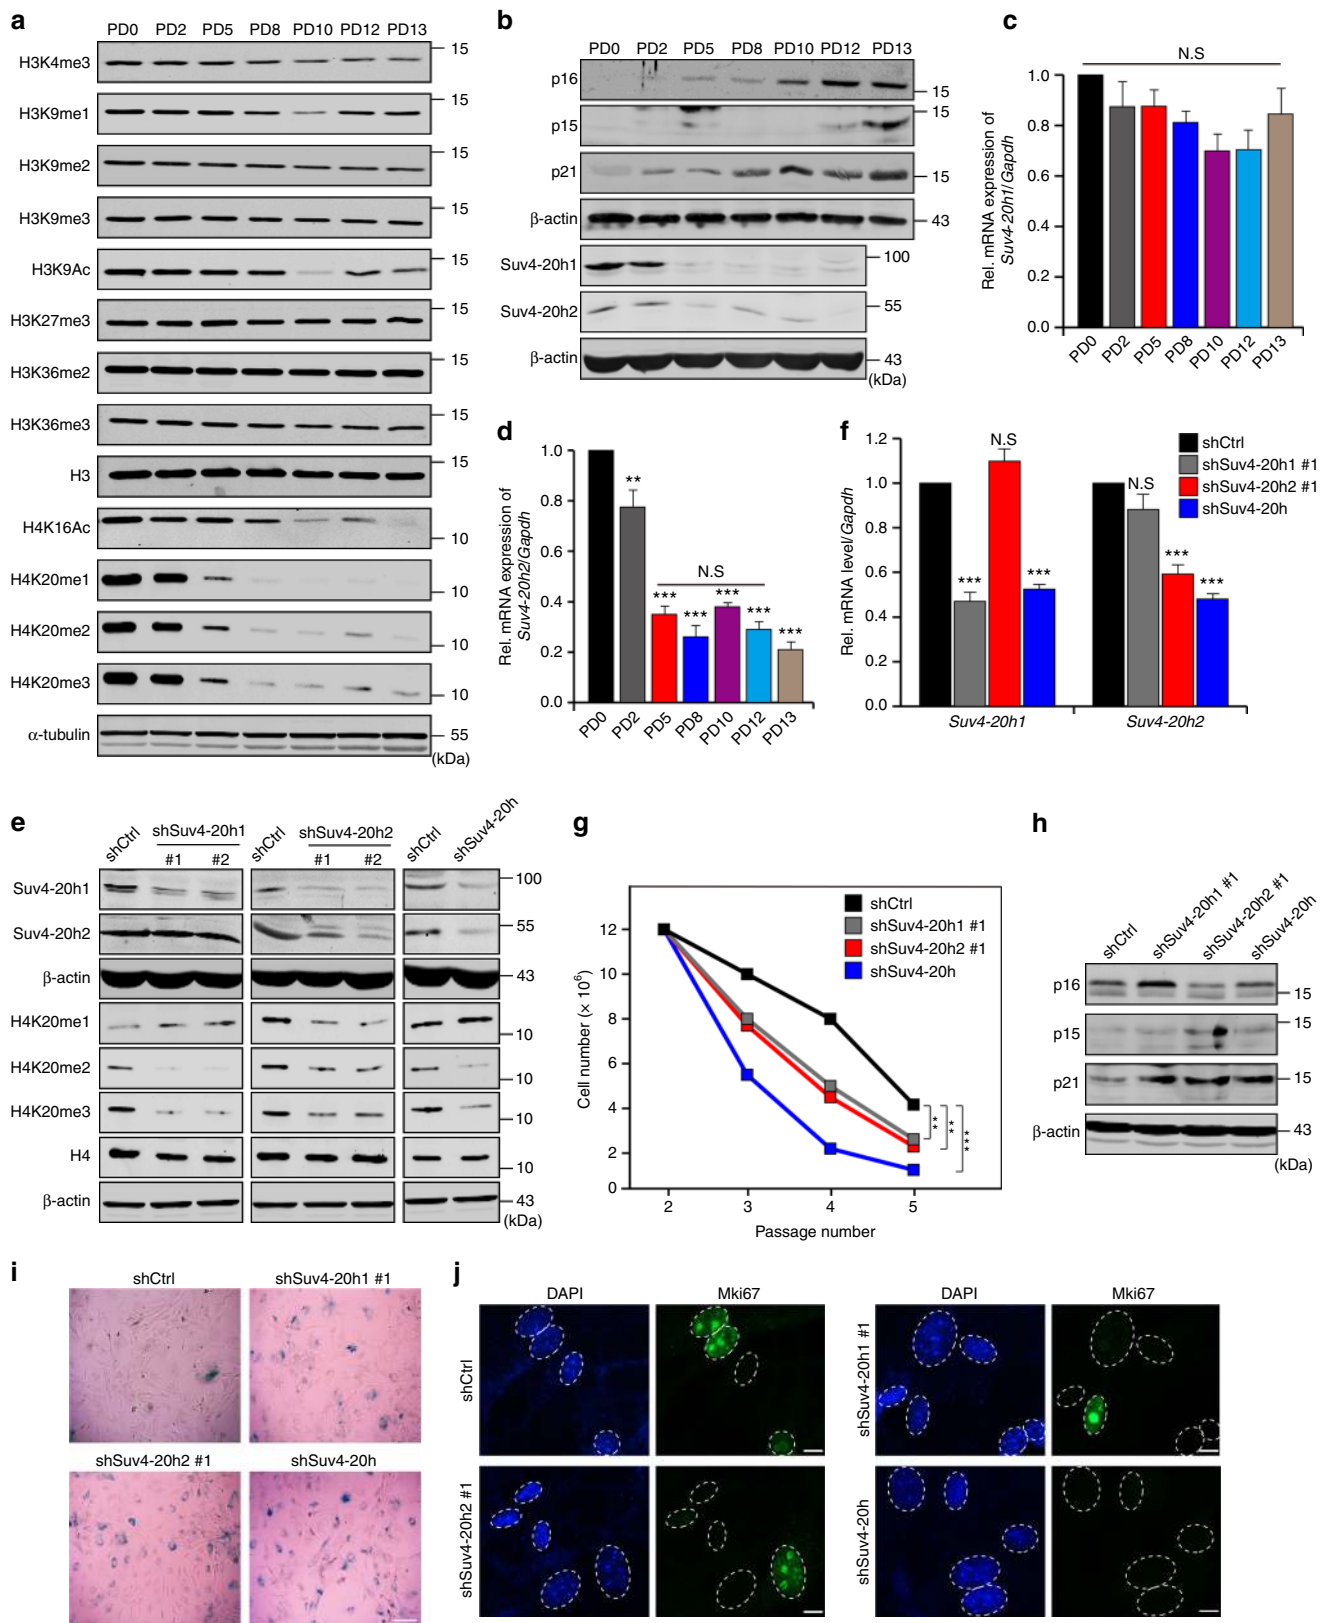 a
PD0 PD2 PD5 PD8 PD10 PD12 PD13
H3K4me3 15
H3K9me1 15
H3K9me2 15
H3K9me3 15
H3K9Ac 15
H3K27me3 15
H3K36me2 15
H3K36me3 15
H3 15
H4K16Ac 10
H4K20me1 10
H4K20me2 10
H4K20me3 10
α-tubulin 55
(kDa)
b
PD0 PD2 PD5 PD8 PD10 PD12 PD13
p16 15
p15 15
p21 15
β-actin 43
Suv4-20h1 100
Suv4-20h2 55
β-actin 43
(kDa)
c
N.S
Rel. mRNA expression of
Suv4-20h1/Gapdh
1.0
0.8
0.6
0.4
0.2
0.0
PD0 PD2 PD5 PD8 PD10 PD12 PD13
d
Rel. mRNA expression of
Suv4-20h2/Gapdh
1.0
0.8
0.6
0.4
0.2
0.0
**
N.S
*** *** *** *** ***
PD0 PD2 PD5 PD8 PD10 PD12 PD13
f
Rel. mRNA level/Gapdh
1.2
1.0
0.8
0.6
0.4
0.2
0.0
*** N.S ***
N.S *** ***
shCtrl
shSuv4-20h1 #1
shSuv4-20h2 #1
shSuv4-20h
Suv4-20h1 Suv4-20h2
e
shCtrl shSuv4-20h1 shCtrl shSuv4-20h2 shCtrl shSuv4-20h
#1 #2 #1 #2
Suv4-20h1 100
Suv4-20h2 55
β-actin 43
H4K20me1 10
H4K20me2 10
H4K20me3 10
H4 10
β-actin 43
(kDa)
g
Cell number (× 10⁶)
12
10
8
6
4
2
0
shCtrl
shSuv4-20h1 #1
shSuv4-20h2 #1
shSuv4-20h
** ** ***
2 3 4 5
Passage number
h
shCtrl shSuv4-20h1 #1 shSuv4-20h2 #1 shSuv4-20h
p16 15
p15 15
p21 15
β-actin 43
(kDa)
i
shCtrl shSuv4-20h1 #1
shSuv4-20h2 #1 shSuv4-20h
j
DAPI Mki67 DAPI Mki67
shCtrl
shSuv4-20h1 #1
shSuv4-20h2 #1
shSuv4-20h